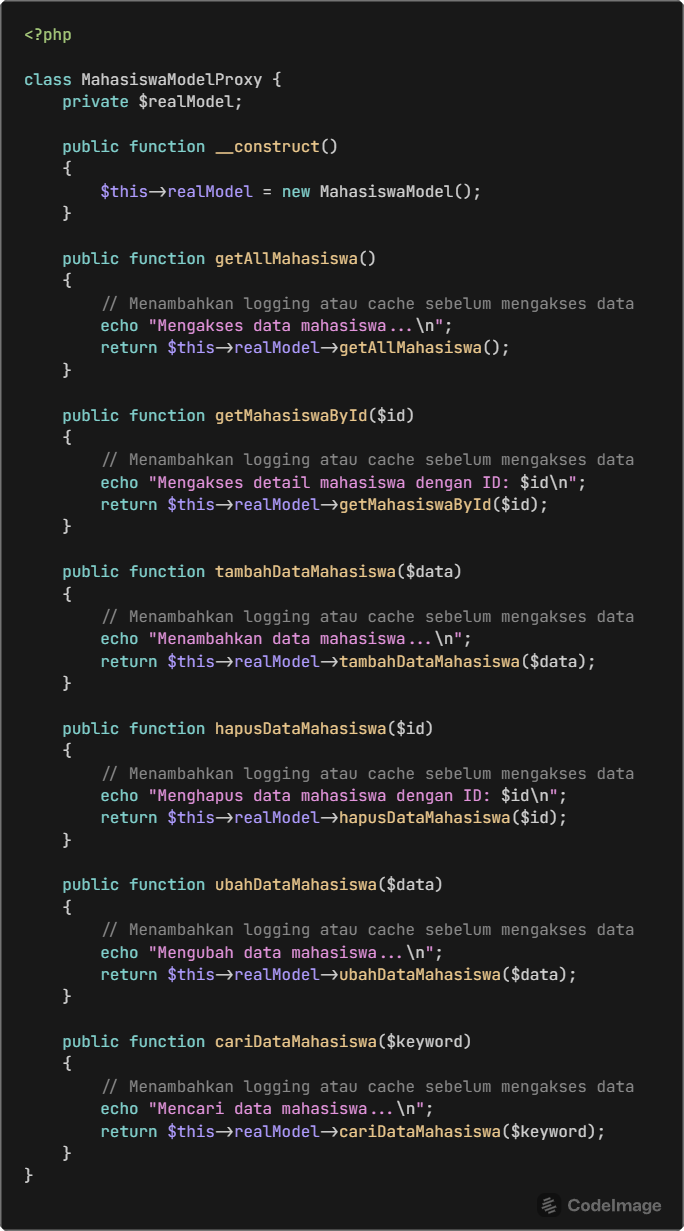 <?php

class MahasiswaModelProxy {
    private $realModel;

    public function __construct()
    {
        $this->realModel = new MahasiswaModel();
    }

    public function getAllMahasiswa()
    {
        // Menambahkan logging atau cache sebelum mengakses data
        echo "Mengakses data mahasiswa...\n";
        return $this->realModel->getAllMahasiswa();
    }

    public function getMahasiswaById($id)
    {
        // Menambahkan logging atau cache sebelum mengakses data
        echo "Mengakses detail mahasiswa dengan ID: $id\n";
        return $this->realModel->getMahasiswaById($id);
    }

    public function tambahDataMahasiswa($data)
    {
        // Menambahkan logging atau cache sebelum mengakses data
        echo "Menambahkan data mahasiswa...\n";
        return $this->realModel->tambahDataMahasiswa($data);
    }

    public function hapusDataMahasiswa($id)
    {
        // Menambahkan logging atau cache sebelum mengakses data
        echo "Menghapus data mahasiswa dengan ID: $id\n";
        return $this->realModel->hapusDataMahasiswa($id);
    }

    public function ubahDataMahasiswa($data)
    {
        // Menambahkan logging atau cache sebelum mengakses data
        echo "Mengubah data mahasiswa...\n";
        return $this->realModel->ubahDataMahasiswa($data);
    }

    public function cariDataMahasiswa($keyword)
    {
        // Menambahkan logging atau cache sebelum mengakses data
        echo "Mencari data mahasiswa...\n";
        return $this->realModel->cariDataMahasiswa($keyword);
    }
}
CodeImage